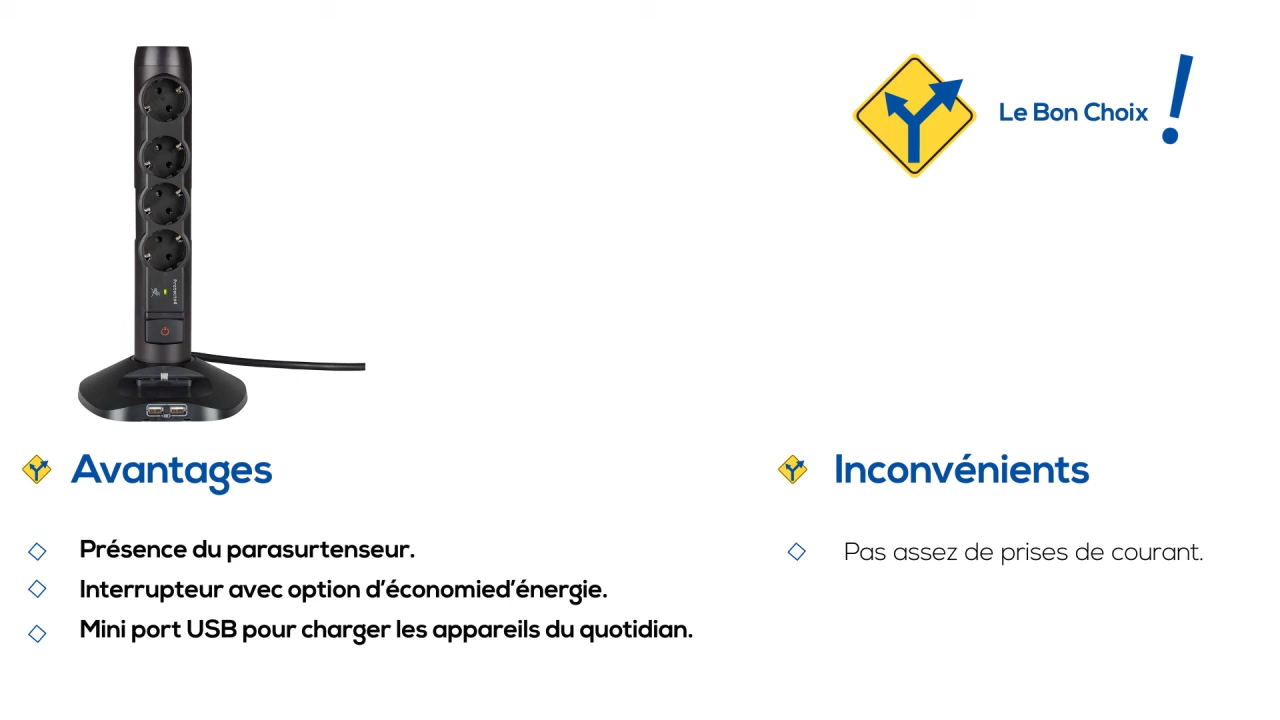 Le Bon Choix !
Protected
Avantages
Inconvénients
Présence du parasurtenseur.
Pas assez de prises de courant.
Interrupteur avec option d’économied’énergie.
Mini port USB pour charger les appareils du quotidian.